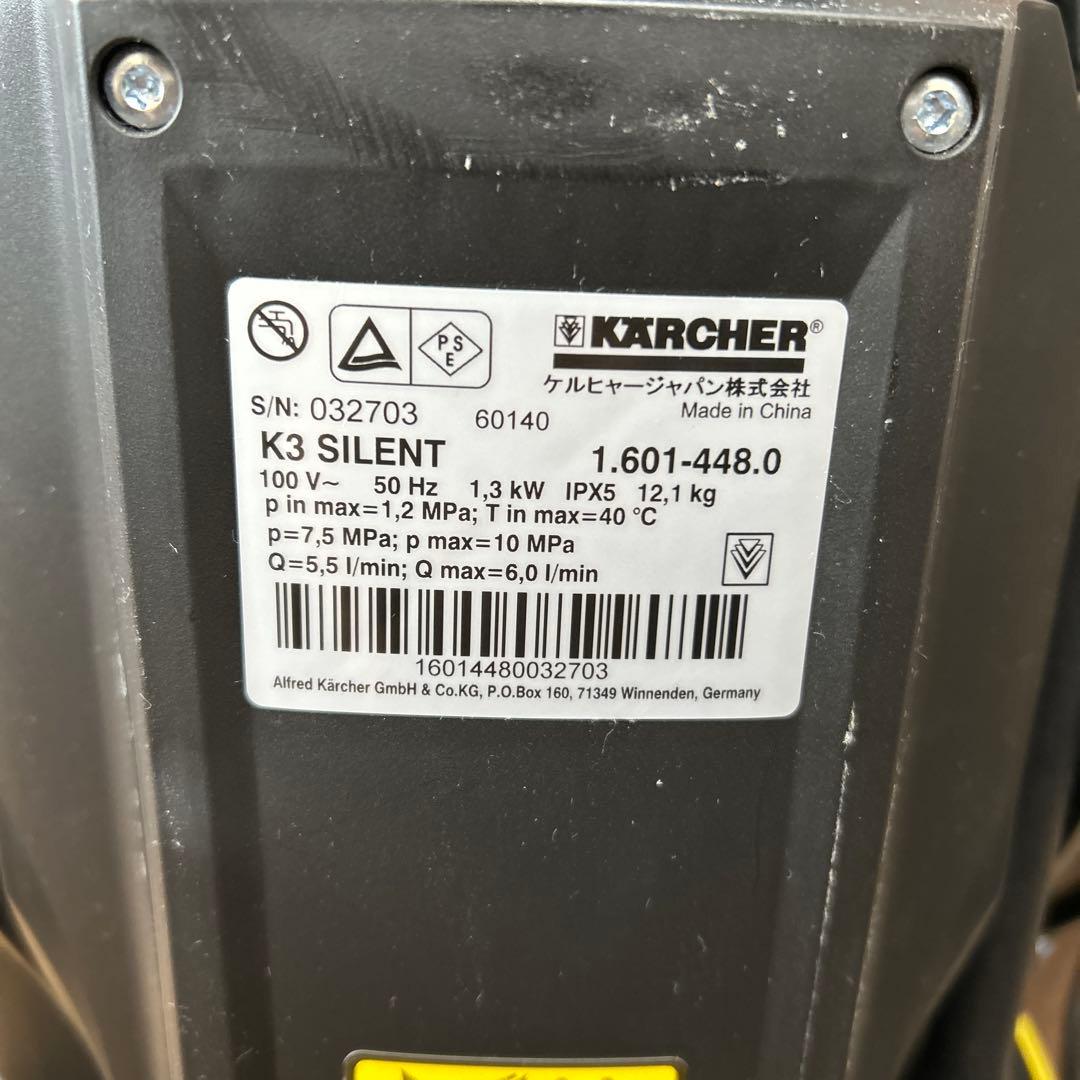 P S E
KÄRCHER®
ケルヒャージャパン株式会社
Made in China
S/N: 032703 60140
K3 SILENT 1.601-448.0
100 V~ 50 Hz 1,3 kW IPX5 12,1 kg
p in max=1,2 MPa; T in max=40 °C
p=7,5 MPa; p max=10 MPa
Q=5,5 l/min; Q max=6,0 l/min
16014480032703
Alfred Kärcher GmbH & Co.KG, P.O.Box 160, 71349 Winnenden, Germany